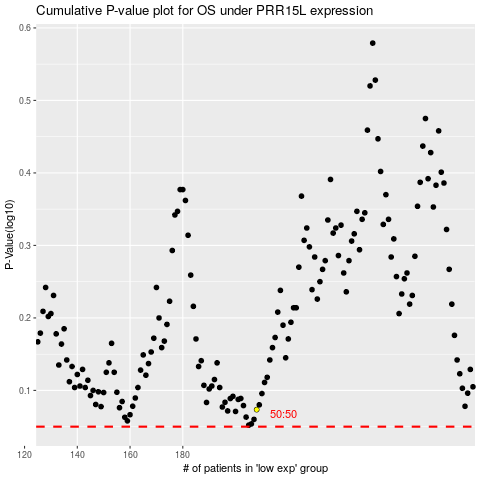 Cumulative P-value plot for OS under PRR15L expression
0.6
0.5
0.4
0.3
0.2
0.1
P-Value(log10)
50:50
120 140 160 180
# of patients in 'low exp' group